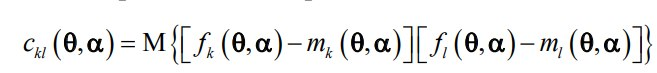 c_{kl}(𝛉,𝛂) = M{[f_k(𝛉,𝛂) − m_k(𝛉,𝛂)][f_l(𝛉,𝛂) − m_l(𝛉,𝛂)]}